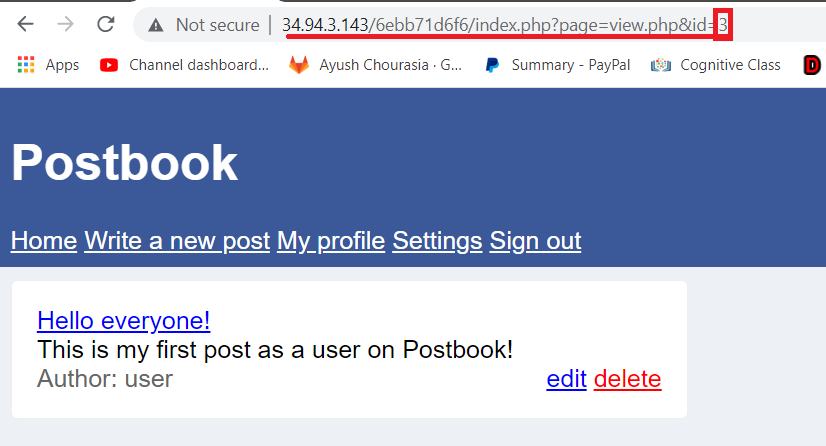 Not secure | 34.94.3.143/6ebb71d6f6/index.php?page=view.php&id=3
Apps Channel dashboard... Ayush Chourasia · G... Summary - PayPal Cognitive Class D
Postbook
Home Write a new post My profile Settings Sign out
Hello everyone!
This is my first post as a user on Postbook!
Author: user edit delete